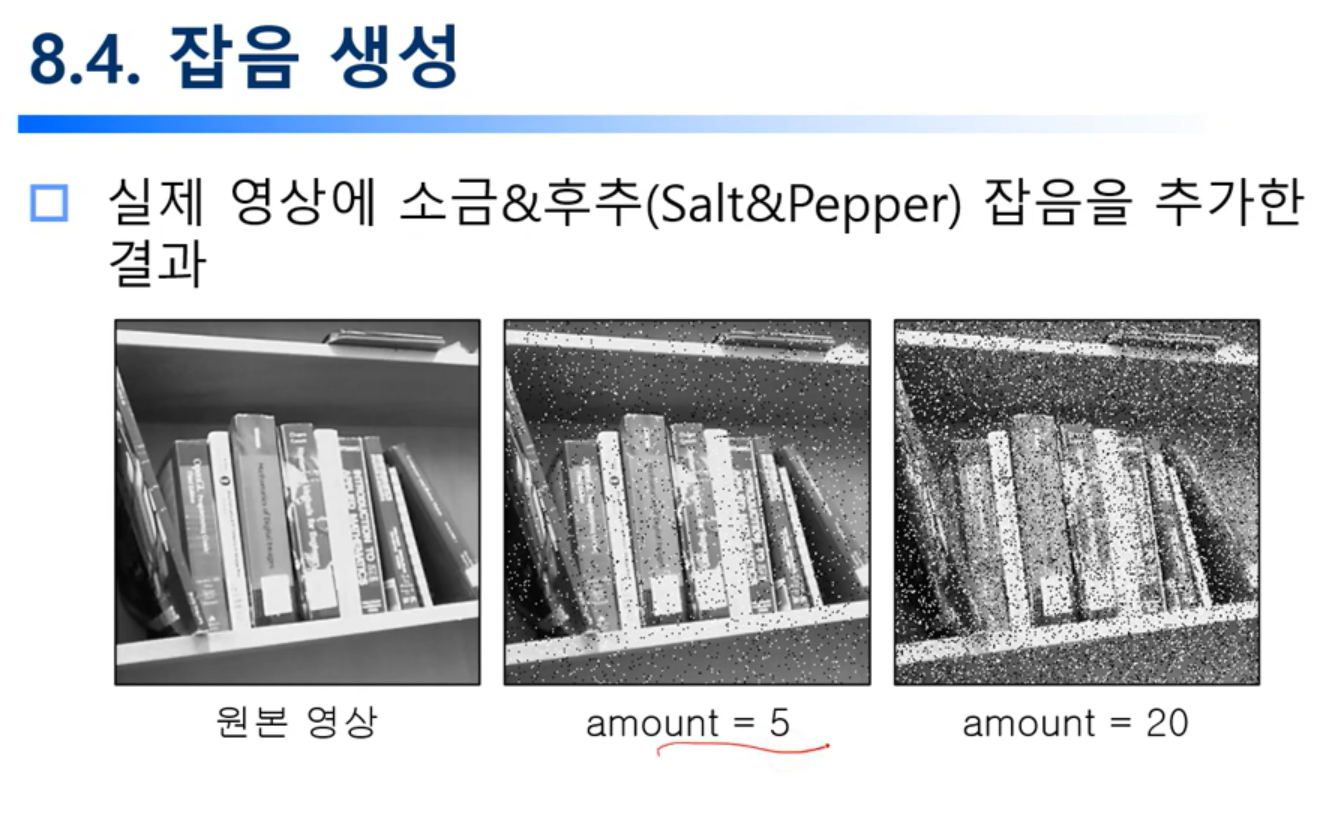 8.4. 잡음 생성
실제 영상에 소금&후추(Salt&Pepper) 잡음을 추가한
결과
원본 영상
amount = 5
amount = 20